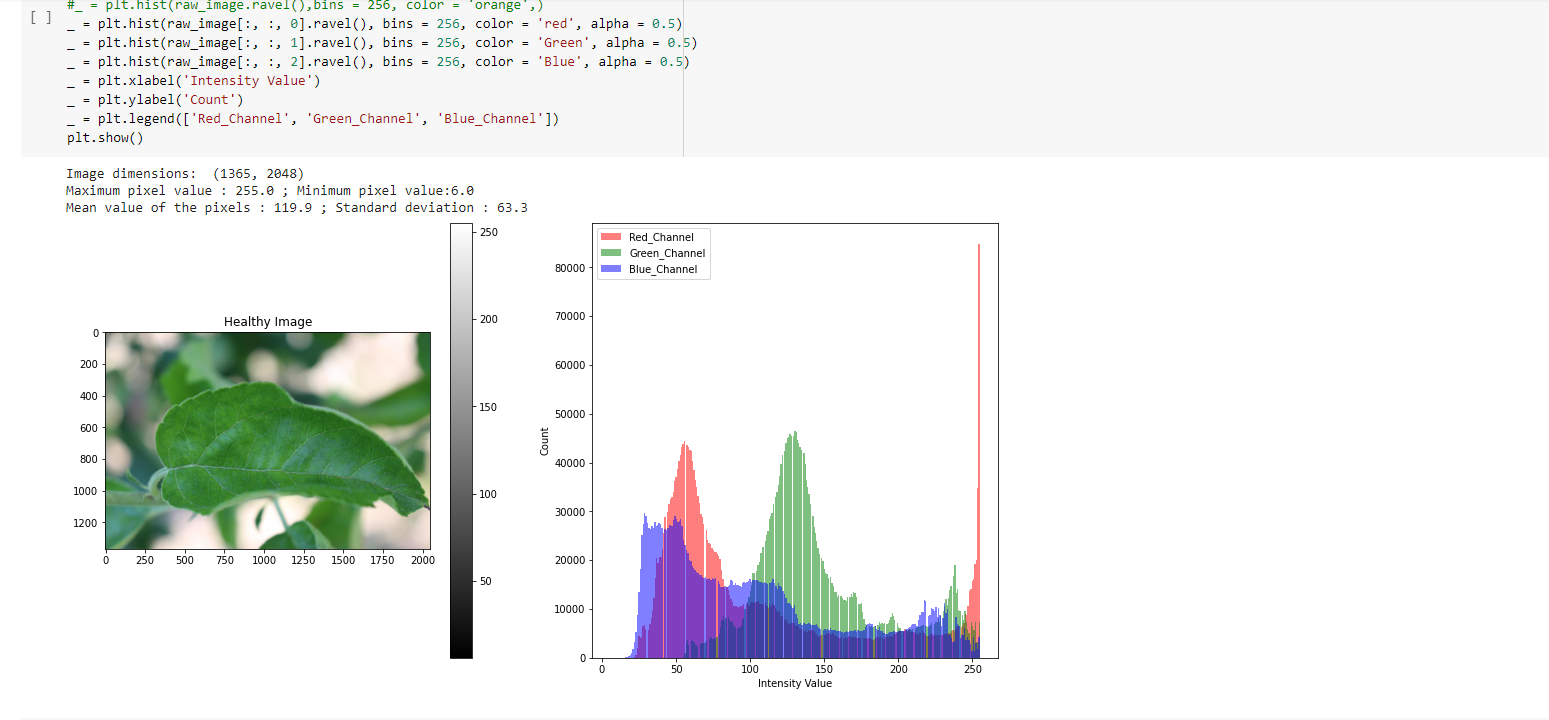 #_ = plt.hist(raw_image.ravel(),bins = 256, color = 'orange',)
[ ]
_ = plt.hist(raw_image[:, :, 0].ravel(), bins = 256, color = 'red', alpha = 0.5)
_ = plt.hist(raw_image[:, :, 1].ravel(), bins = 256, color = 'Green', alpha = 0.5)
_ = plt.hist(raw_image[:, :, 2].ravel(), bins = 256, color = 'Blue', alpha = 0.5)
_ = plt.xlabel('Intensity Value')
_ = plt.ylabel('Count')
_ = plt.legend(['Red_Channel', 'Green_Channel', 'Blue_Channel'])
plt.show()
Image dimensions:  (1365, 2048)
Maximum pixel value : 255.0 ; Minimum pixel value:6.0
Mean value of the pixels : 119.9 ; Standard deviation : 63.3
Healthy Image
0
200
400
600
800
1000
1200
0 250 500 750 1000 1250 1500 1750 2000
250
200
150
100
50
Red_Channel
Green_Channel
Blue_Channel
Count
80000
70000
60000
50000
40000
30000
20000
10000
0
0 50 100 150 200 250
Intensity Value